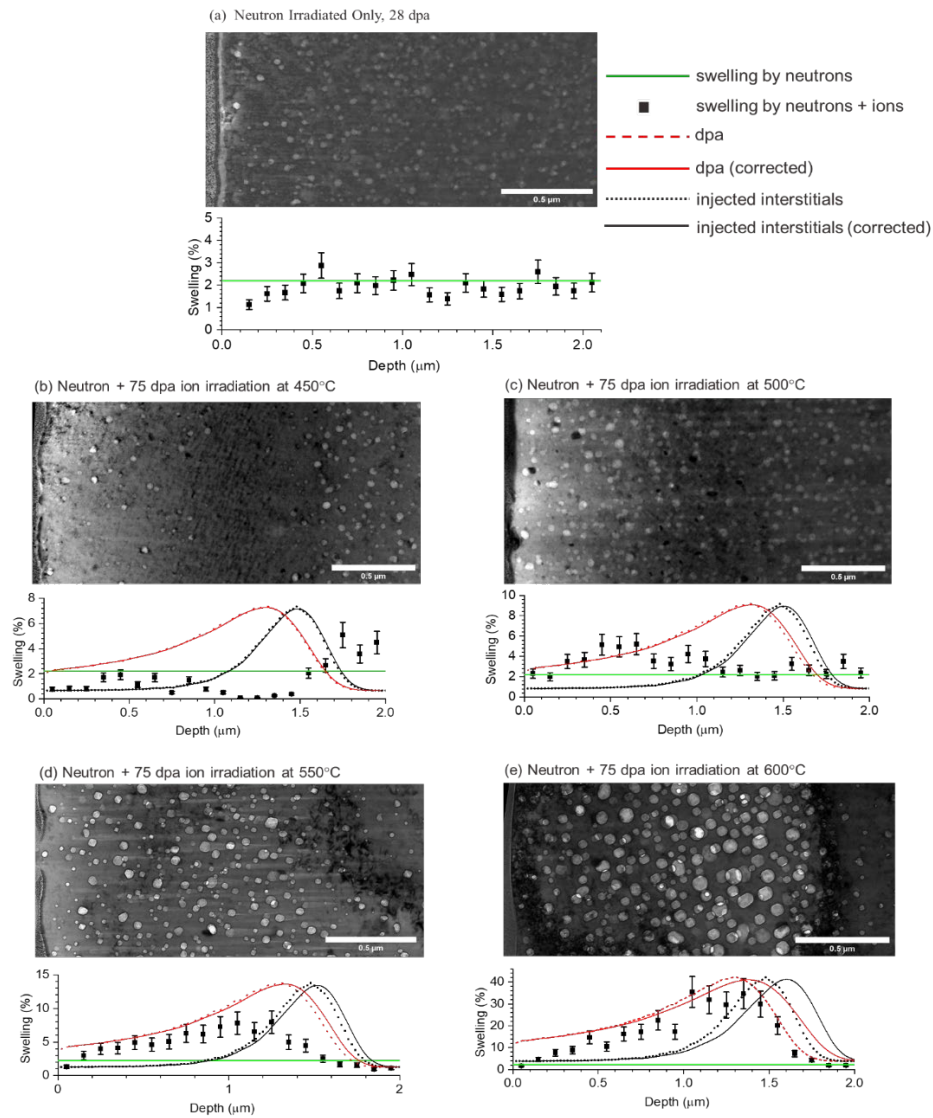 (a) Neutron Irradiated Only, 28 dpa
0.5 µm
swelling by neutrons
swelling by neutrons + ions
dpa
dpa (corrected)
injected interstitials
injected interstitials (corrected)
Swelling (%)
5
4
3
2
1
0
0.0 0.5 1.0 1.5 2.0
Depth (µm)
(b) Neutron + 75 dpa ion irradiation at 450°C
0.5 µm
Swelling (%)
8
6
4
2
0
0.0 0.5 1.0 1.5 2.0
Depth (µm)
(c) Neutron + 75 dpa ion irradiation at 500°C
0.5 µm
Swelling (%)
10
8
6
4
2
0
0.0 0.5 1.0 1.5 2.0
Depth (µm)
(d) Neutron + 75 dpa ion irradiation at 550°C
0.5 µm
Swelling (%)
15
10
5
0
0 1 2
Depth (µm)
(e) Neutron + 75 dpa ion irradiation at 600°C
0.5 µm
Swelling (%)
40
30
20
10
0
0.0 0.5 1.0 1.5 2.0
Depth (µm)